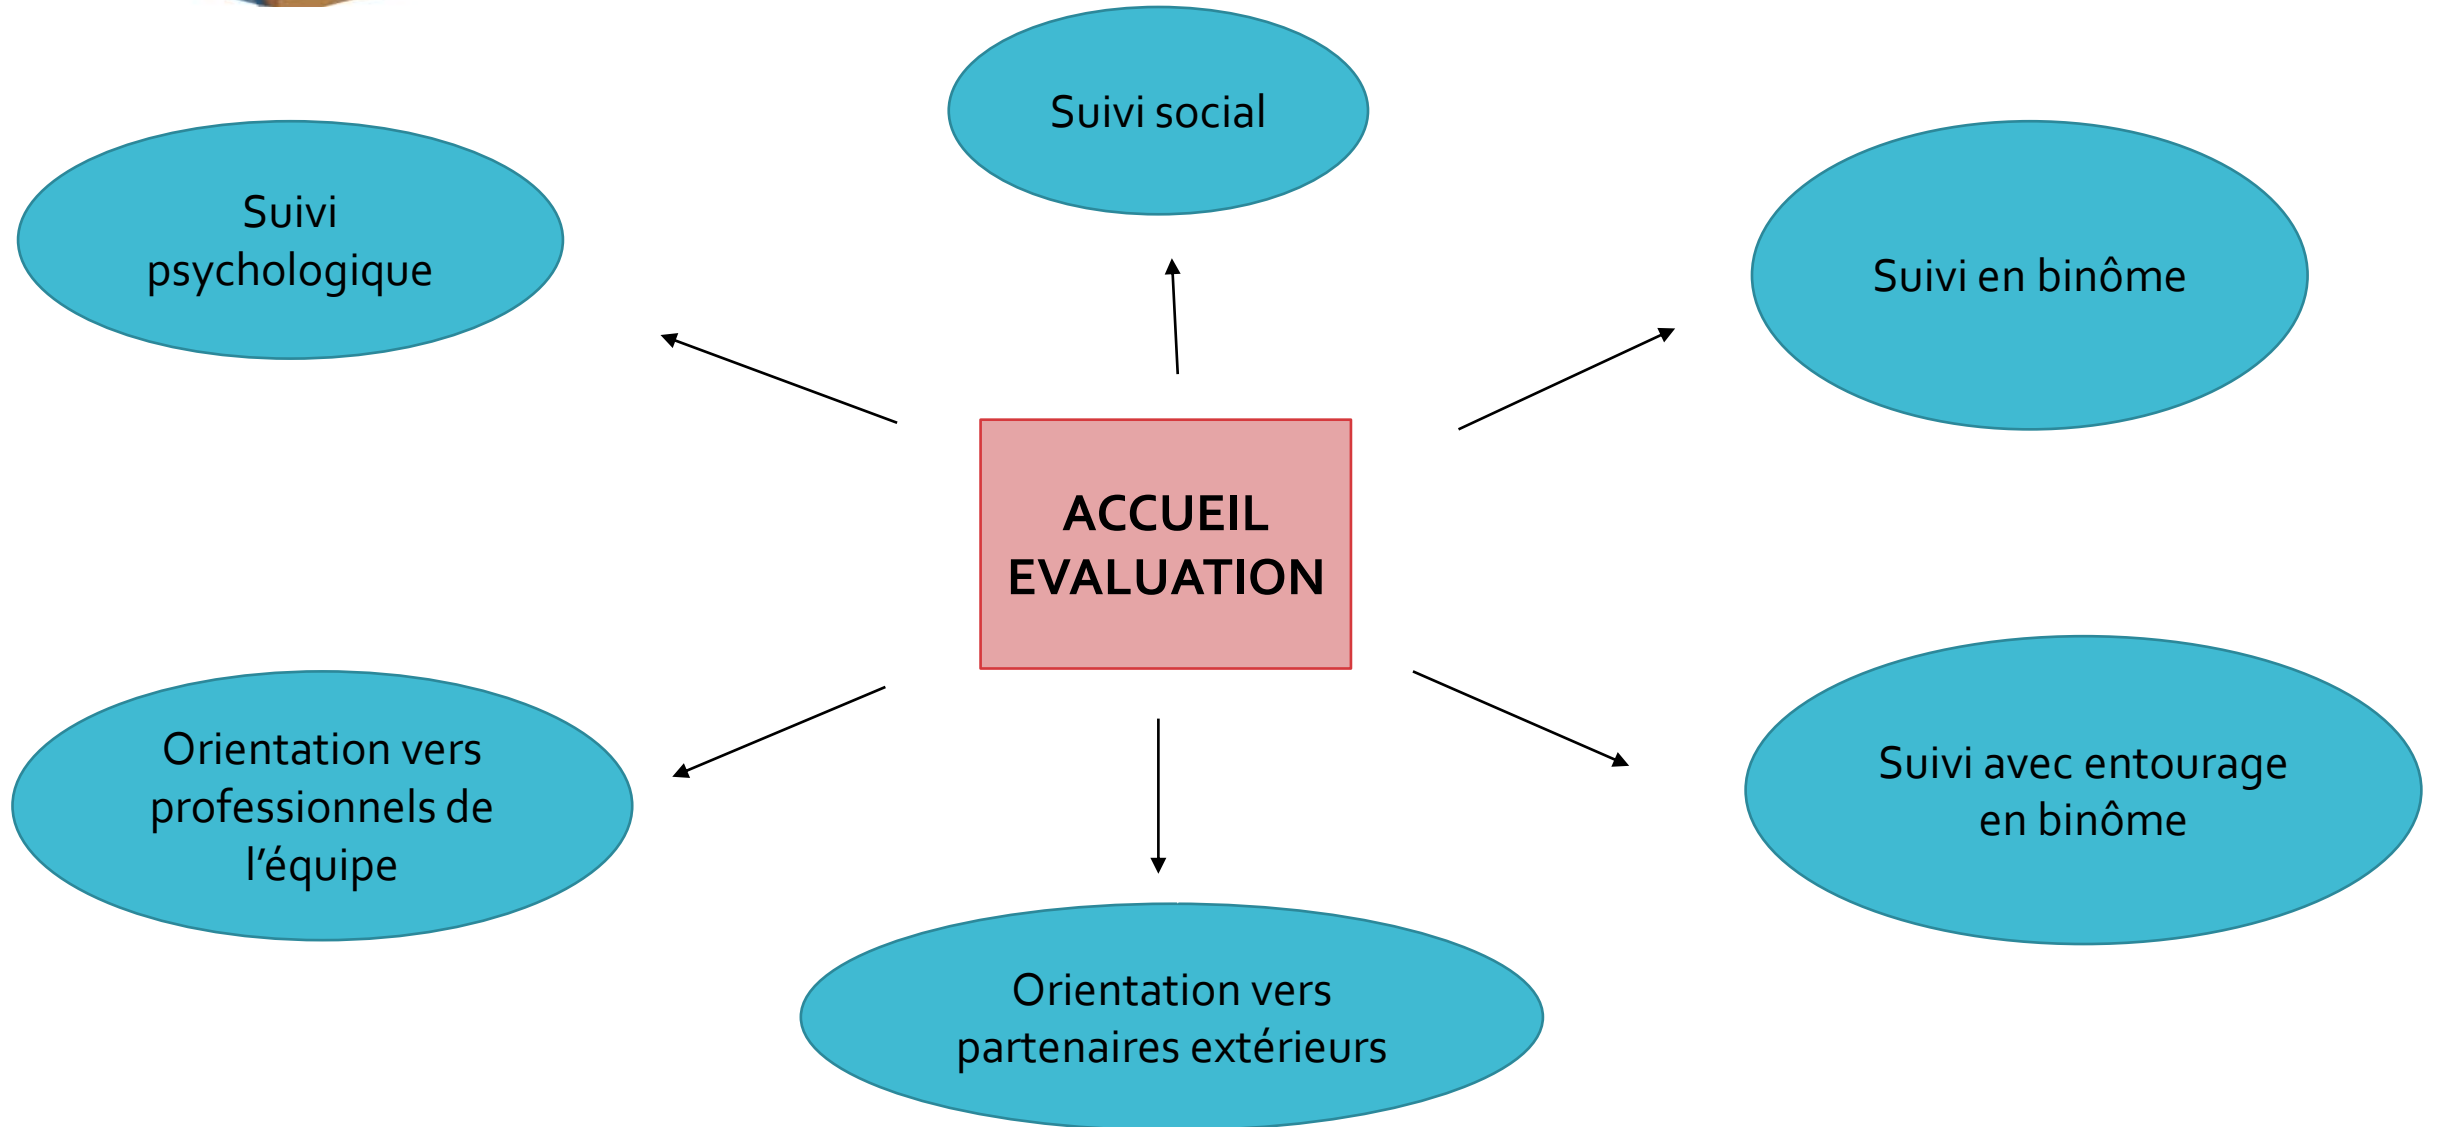 Suivi social
Suivi
psychologique
Suivi en binôme
ACCUEIL
EVALUATION
Orientation vers
professionnels de
l’équipe
Suivi avec entourage
en binôme
Orientation vers
partenaires extérieurs